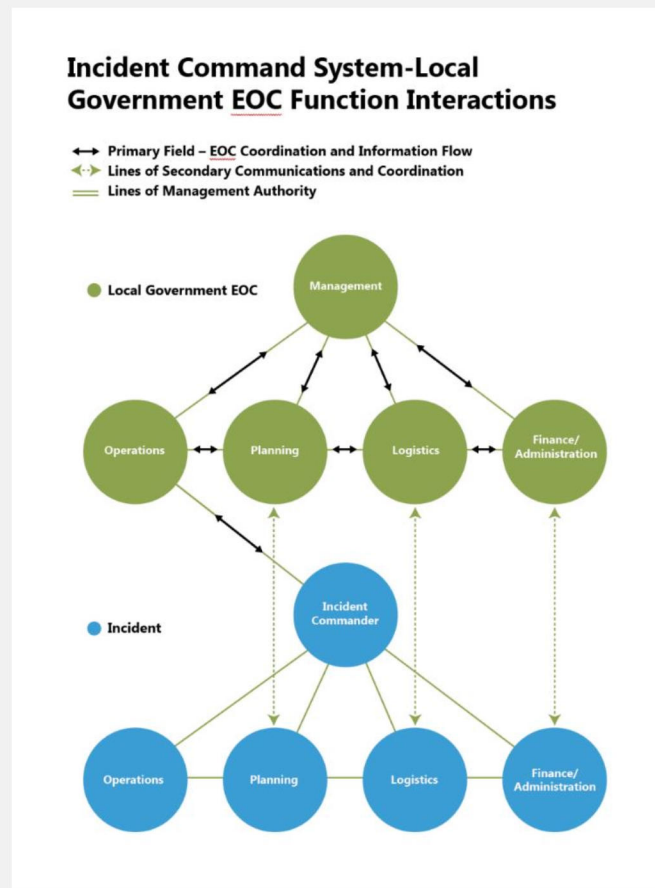 Incident Command System-Local
Government EOC Function Interactions
Primary Field – EOC Coordination and Information Flow
Lines of Secondary Communications and Coordination
Lines of Management Authority
Local Government EOC
Management
Operations
Planning
Logistics
Finance/
Administration
Incident
Incident
Commander
Operations
Planning
Logistics
Finance/
Administration